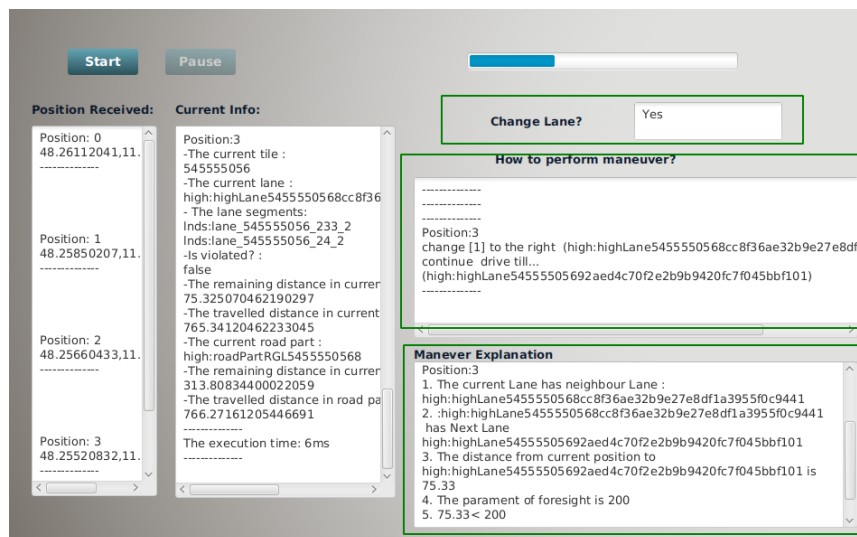 Start
Pause
Position Received:
Position: 0
48.26112041,11.
--------------
Position: 1
48.25850207,11.
--------------
Position: 2
48.25660433,11.
--------------
Position: 3
48.25520832,11.
--------------
Current Info:
Position:3
-The current tile :
545555056
-The current lane :
high:highLane5455550568cc8f36
- The lane segments:
lnds:lane_545555056_233_2
lnds:lane_545555056_24_2
-Is violated? :
false
-The remaining distance in curren
75.325070462190297
-The travelled distance in current
765.34120462233045
-The current road part :
high:roadPartRGL5455550568
-The remaining distance in curren
313.80834400022059
-The travelled distance in road pa
766.27161205446691
--------------
The execution time: 6ms
--------------
Change Lane?
Yes
How to perform maneuver?
--------------
--------------
--------------
Position:3
change [1] to the right (high:highLane5455550568cc8f36ae32b9e27e8df
continue drive till...
(high:highLane54555505692aed4c70f2e2b9b9420fc7f045bbf101)
--------------
Manever Explanation
Position:3
1. The current Lane has neighbour Lane :
high:highLane5455550568cc8f36ae32b9e27e8df1a3955f0c9441
2. :high:highLane5455550568cc8f36ae32b9e27e8df1a3955f0c9441
has Next Lane
high:highLane54555505692aed4c70f2e2b9b9420fc7f045bbf101
3. The distance from current position to
high:highLane54555505692aed4c70f2e2b9b9420fc7f045bbf101 is
75.33
4. The parament of foresight is 200
5. 75.33< 200